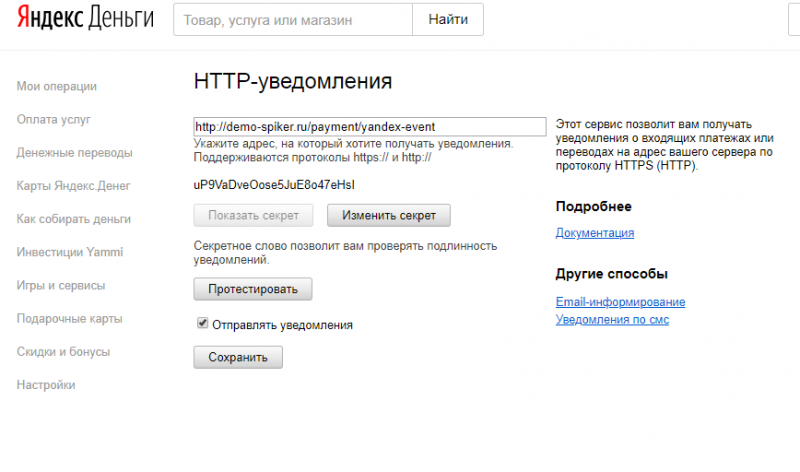 Яндекс Деньги
Товар, услуга или магазин
Найти
Мои операции
Оплата услуг
Денежные переводы
Карты Яндекс.Денег
Как собирать деньги
Инвестиции Yammi
Игры и сервисы
Подарочные карты
Скидки и бонусы
Настройки
HTTP-уведомления
http://demo-spiker.ru/payment/yandex-event
Укажите адрес, на который хотите получать уведомления.
Поддерживаются протоколы https:// и http://
uP9VaDveOose5JuE8o47eHsI
Показать секрет
Изменить секрет
Секретное слово позволит вам проверять подлинность
уведомлений.
Протестировать
Отправлять уведомления
Сохранить
Этот сервис позволит вам получать
уведомления о входящих платежах или
переводах на адрес вашего сервера по
протоколу HTTPS (HTTP).
Подробнее
Документация
Другие способы
Email-информирование
Уведомления по смс